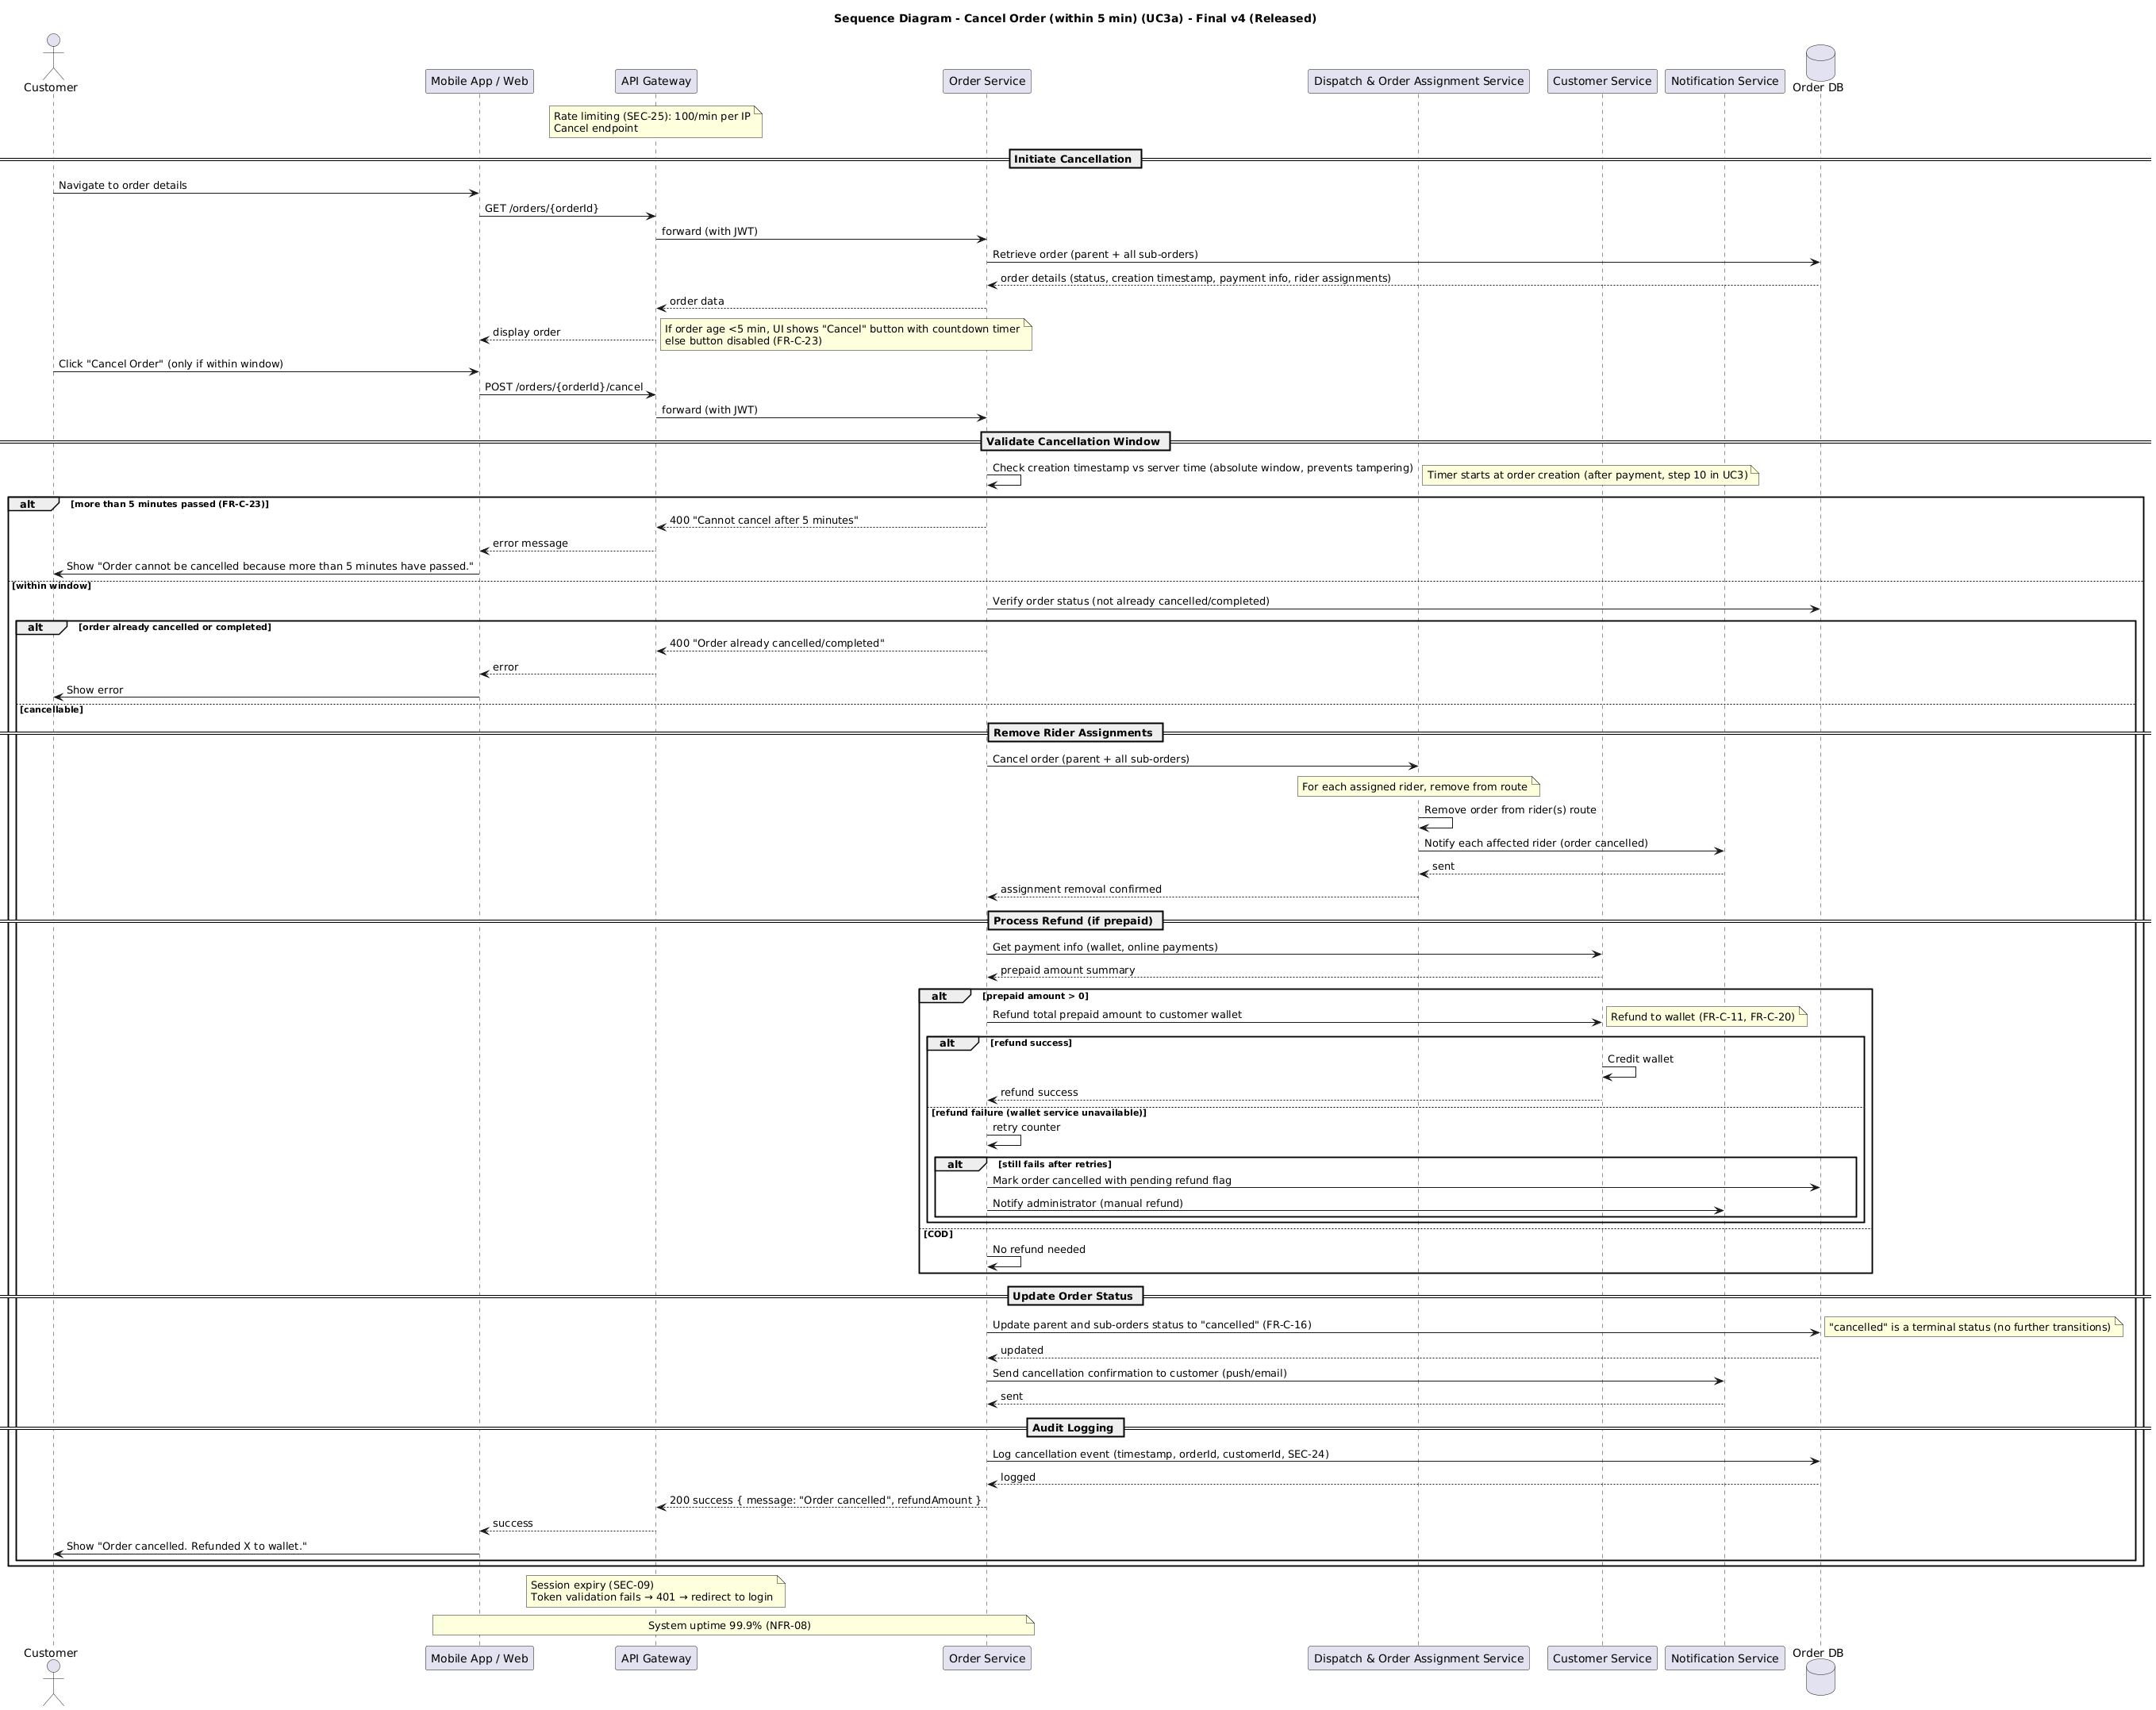 Sequence Diagram - Cancel Order (within 5 min) (UC3a) - Final v4 (Released)
Customer
Mobile App / Web
API Gateway
Order Service
Dispatch & Order Assignment Service
Customer Service
Notification Service
Order DB
Rate limiting (SEC-25): 100/min per IP
Cancel endpoint
Initiate Cancellation
Navigate to order details
GET /orders/{orderId}
forward (with JWT)
Retrieve order (parent + all sub-orders)
order details (status, creation timestamp, payment info, rider assignments)
order data
display order
If order age <5 min, UI shows "Cancel" button with countdown timer
else button disabled (FR-C-23)
Click "Cancel Order" (only if within window)
POST /orders/{orderId}/cancel
forward (with JWT)
Validate Cancellation Window
Check creation timestamp vs server time (absolute window, prevents tampering)
Timer starts at order creation (after payment, step 10 in UC3)
alt [more than 5 minutes passed (FR-C-23)]
400 "Cannot cancel after 5 minutes"
error message
Show "Order cannot be cancelled because more than 5 minutes have passed."
[within window]
Verify order status (not already cancelled/completed)
alt [order already cancelled or completed]
400 "Order already cancelled/completed"
error
Show error
[cancellable]
Remove Rider Assignments
Cancel order (parent + all sub-orders)
For each assigned rider, remove from route
Remove order from rider(s) route
Notify each affected rider (order cancelled)
sent
assignment removal confirmed
Process Refund (if prepaid)
Get payment info (wallet, online payments)
prepaid amount summary
alt [prepaid amount > 0]
Refund total prepaid amount to customer wallet
Refund to wallet (FR-C-11, FR-C-20)
alt [refund success]
Credit wallet
refund success
[refund failure (wallet service unavailable)]
retry counter
alt [still fails after retries]
Mark order cancelled with pending refund flag
Notify administrator (manual refund)
[COD]
No refund needed
Update Order Status
Update parent and sub-orders status to "cancelled" (FR-C-16)
"cancelled" is a terminal status (no further transitions)
updated
Send cancellation confirmation to customer (push/email)
sent
Audit Logging
Log cancellation event (timestamp, orderId, customerId, SEC-24)
logged
200 success { message: "Order cancelled", refundAmount }
success
Show "Order cancelled. Refunded X to wallet."
Session expiry (SEC-09)
Token validation fails → 401 → redirect to login
System uptime 99.9% (NFR-08)
Customer
Mobile App / Web
API Gateway
Order Service
Dispatch & Order Assignment Service
Customer Service
Notification Service
Order DB